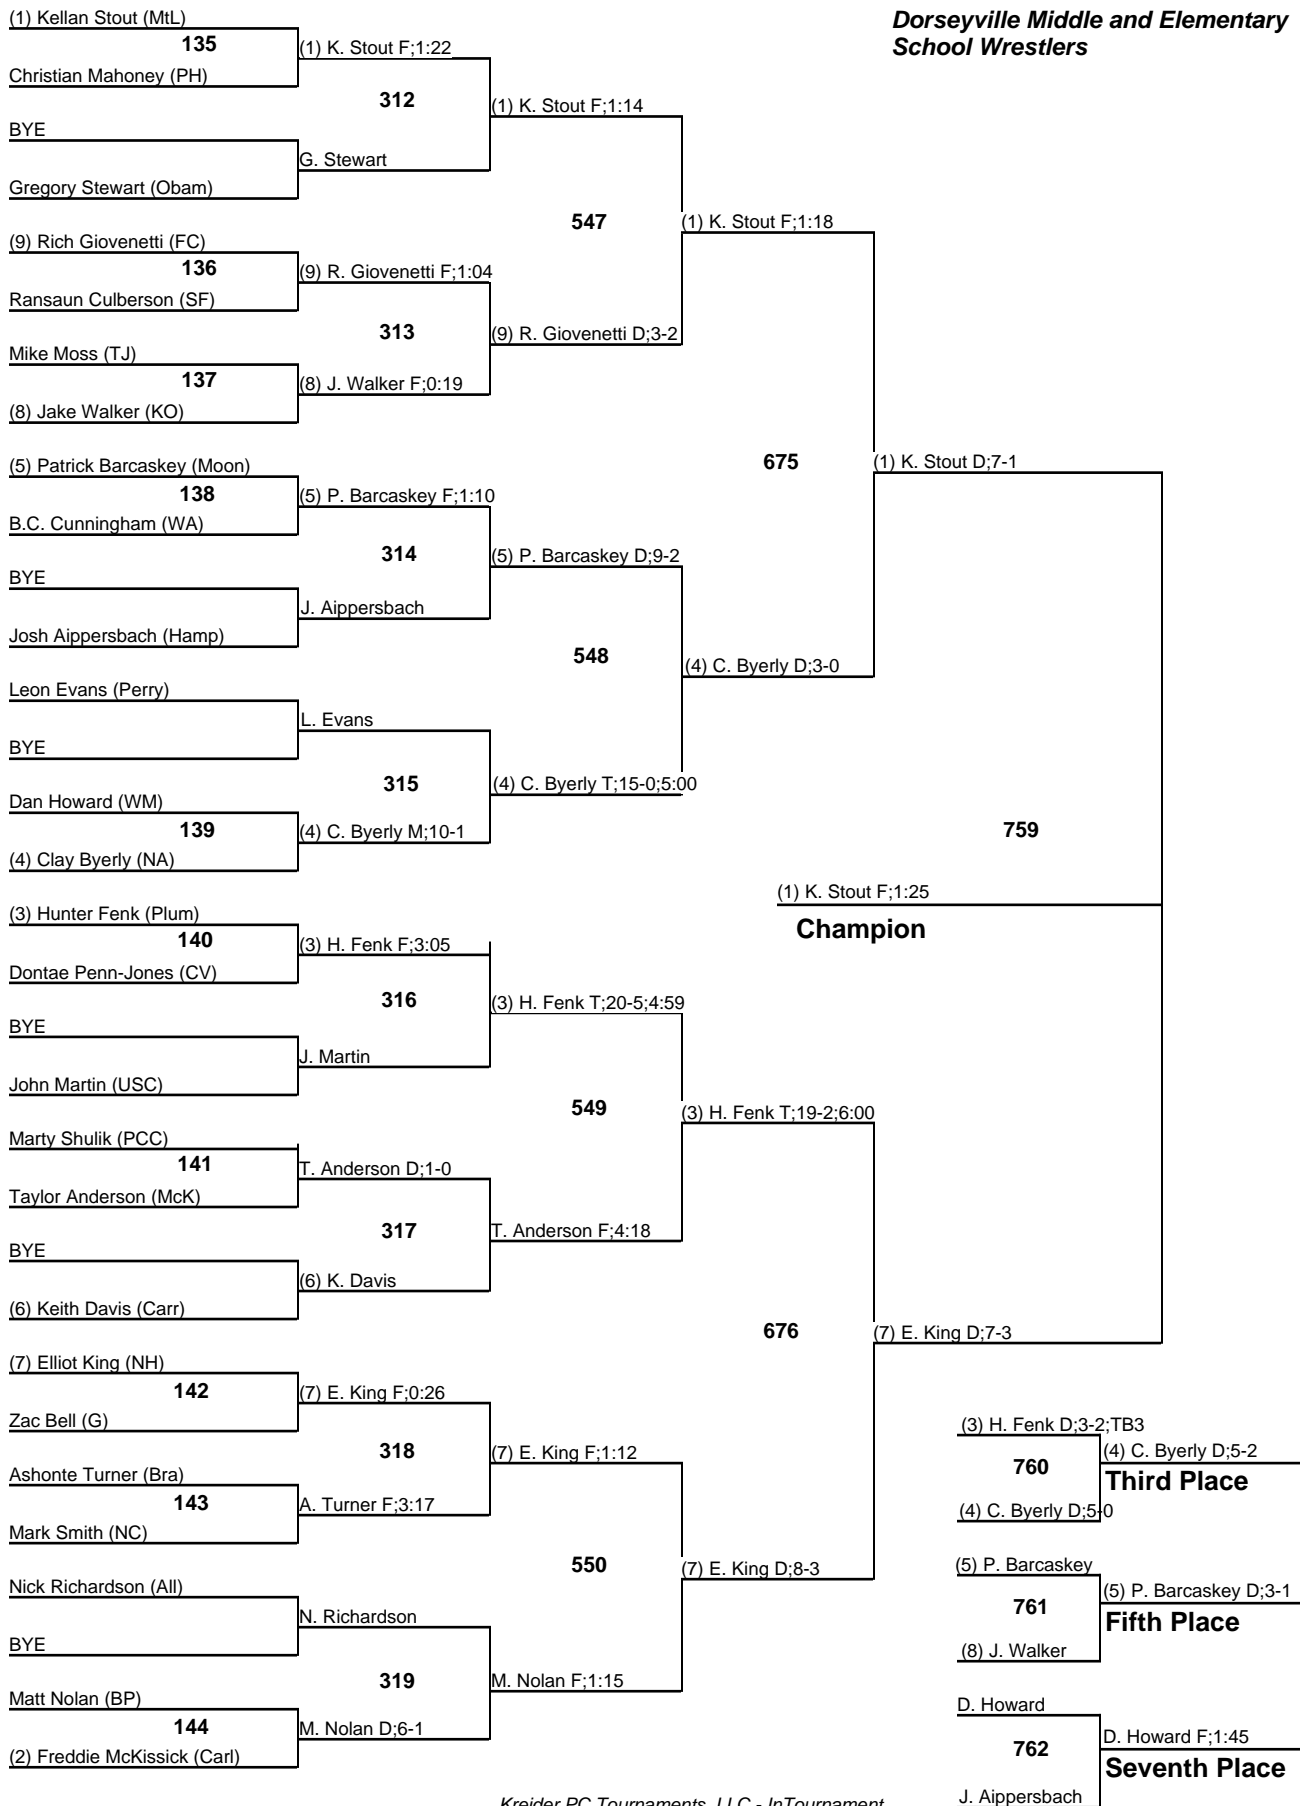 Dorseyville Middle and Elementary
School Wrestlers
(1) Kellan Stout (MtL)
135
Christian Mahoney (PH)
BYE
Gregory Stewart (Obam)
(9) Rich Giovenetti (FC)
136
Ransaun Culberson (SF)
Mike Moss (TJ)
137
(8) Jake Walker (KO)
(5) Patrick Barcaskey (Moon)
138
B.C. Cunningham (WA)
BYE
Josh Aippersbach (Hamp)
Leon Evans (Perry)
BYE
Dan Howard (WM)
139
(4) Clay Byerly (NA)
(3) Hunter Fenk (Plum)
140
Dontae Penn-Jones (CV)
BYE
John Martin (USC)
Marty Shulik (PCC)
141
Taylor Anderson (McK)
BYE
(6) Keith Davis (Carr)
(7) Elliot King (NH)
142
Zac Bell (G)
Ashonte Turner (Bra)
143
Mark Smith (NC)
Nick Richardson (All)
BYE
Matt Nolan (BP)
144
(2) Freddie McKissick (Carl)
(1) K. Stout F;1:22
312
G. Stewart
(9) R. Giovenetti F;1:04
313
(8) J. Walker F;0:19
(5) P. Barcaskey F;1:10
314
J. Aippersbach
L. Evans
315
(4) C. Byerly M;10-1
(3) H. Fenk F;3:05
316
J. Martin
T. Anderson D;1-0
317
(6) K. Davis
(7) E. King F;0:26
318
A. Turner F;3:17
N. Richardson
319
M. Nolan D;6-1
(1) K. Stout F;1:14
547
(9) R. Giovenetti D;3-2
(5) P. Barcaskey D;9-2
548
(4) C. Byerly T;15-0;5:00
(3) H. Fenk T;20-5;4:59
549
T. Anderson F;4:18
(7) E. King F;1:12
550
M. Nolan F;1:15
(1) K. Stout F;1:18
675
(4) C. Byerly D;3-0
(3) H. Fenk T;19-2;6:00
676
(7) E. King D;8-3
(1) K. Stout D;7-1
759
(7) E. King D;7-3
(1) K. Stout F;1:25
Champion
(3) H. Fenk D;3-2;TB3
760
(4) C. Byerly D;5-0
(4) C. Byerly D;5-2
Third Place
(5) P. Barcaskey
761
(8) J. Walker
(5) P. Barcaskey D;3-1
Fifth Place
D. Howard
762
J. Aippersbach
D. Howard F;1:45
Seventh Place
Kreider PC Tournaments, LLC - InTournament